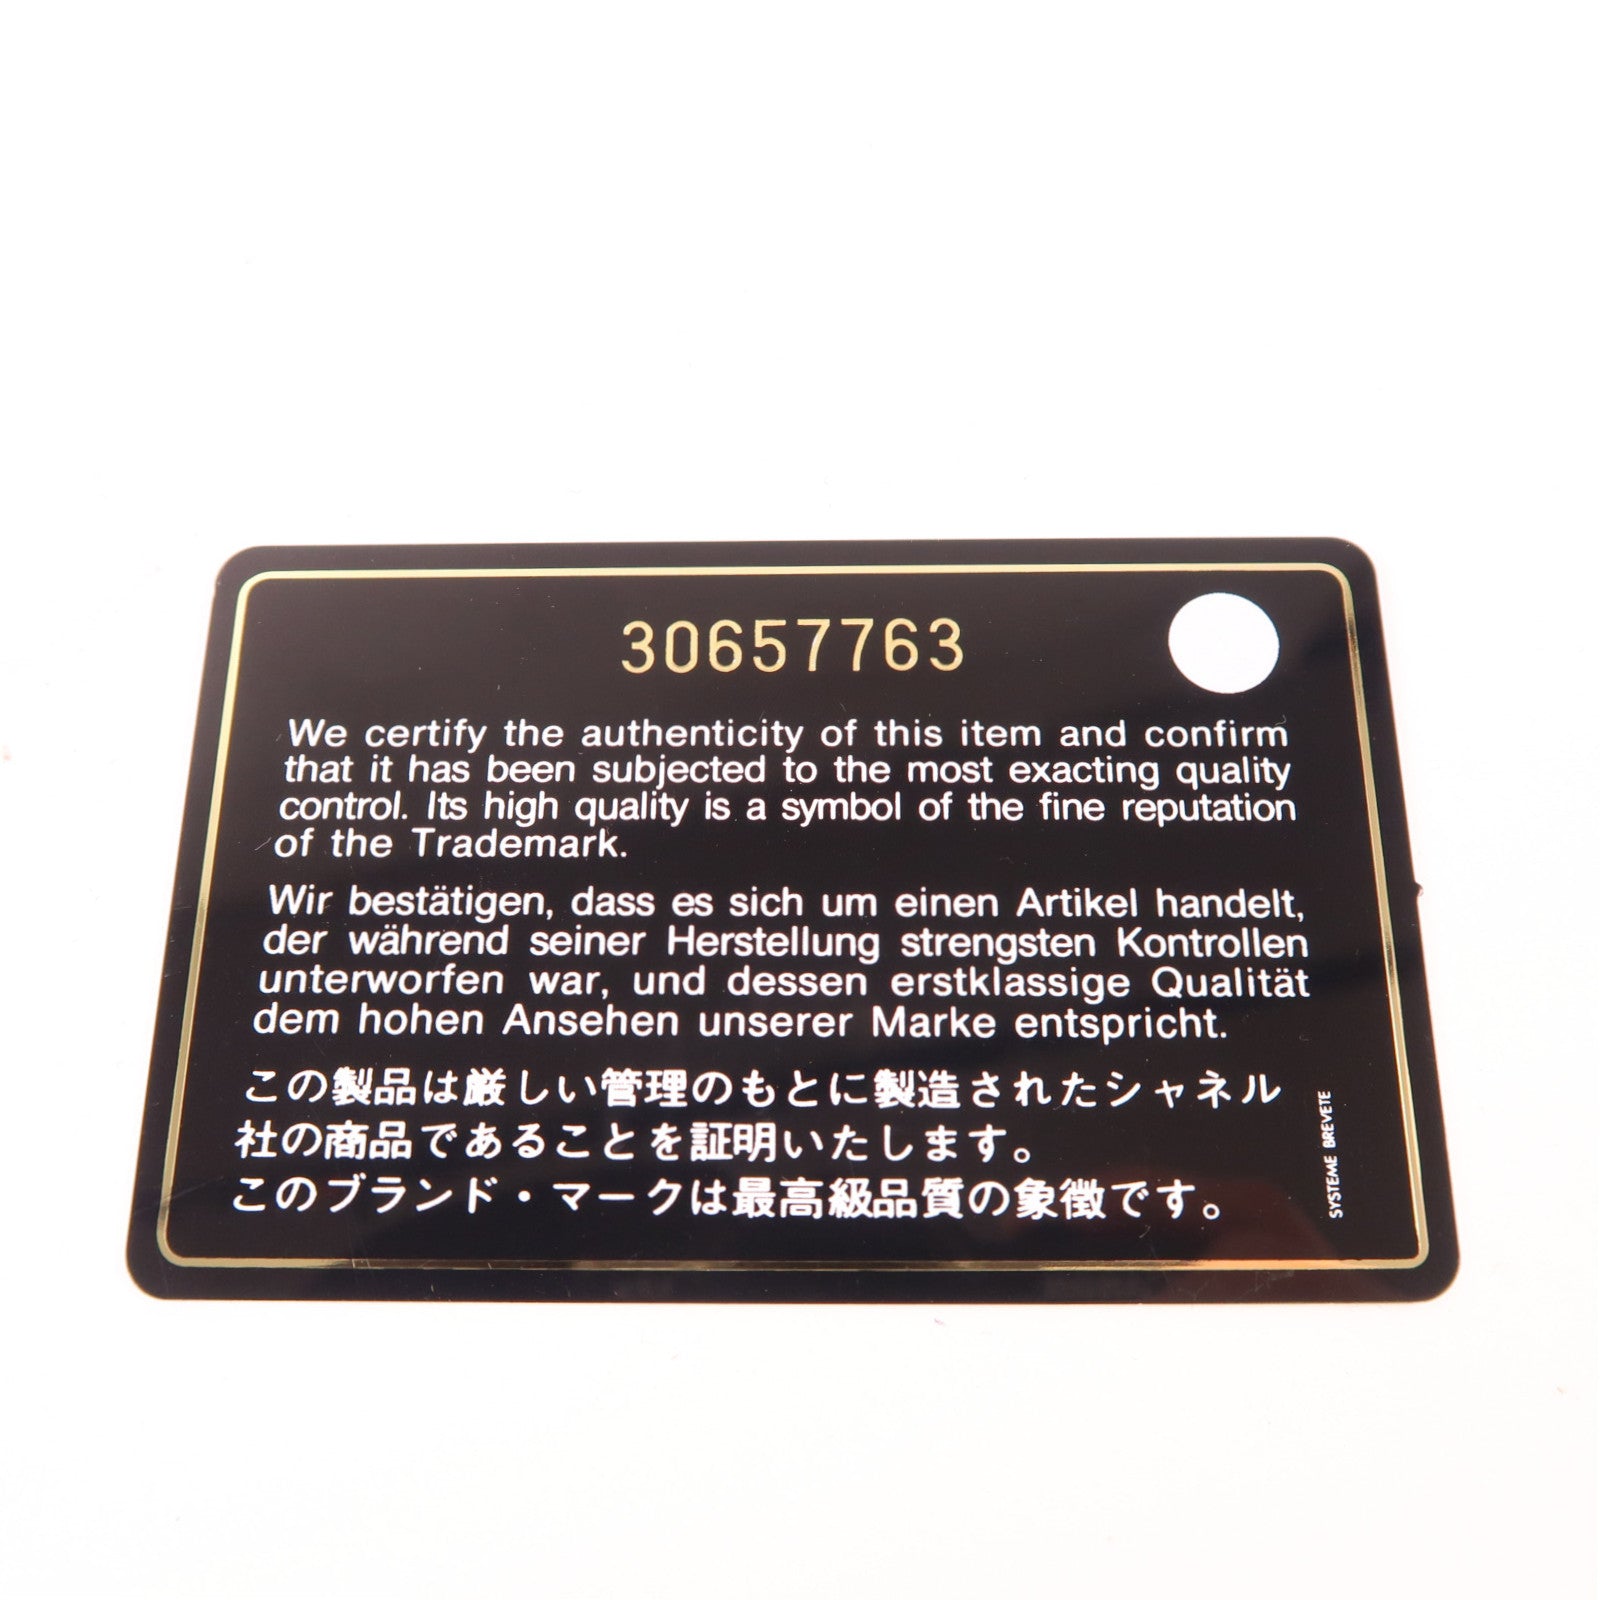 30657763
We certify the authenticity of this item and confirm
that it has been subjected to the most exacting quality
control. Its high quality is a symbol of the fine reputation
of the Trademark.
Wir bestätigen, dass es sich um einen Artikel handelt,
der während seiner Herstellung strengsten Kontrollen
unterworfen war, und dessen erstklassige Qualität
dem hohen Ansehen unserer Marke entspricht.
この製品は厳しい管理のもとに製造されたシャネル
社の商品であることを証明いたします。
このブランド・マークは最高級品質の象徴です。
SYSTEME BREVETE